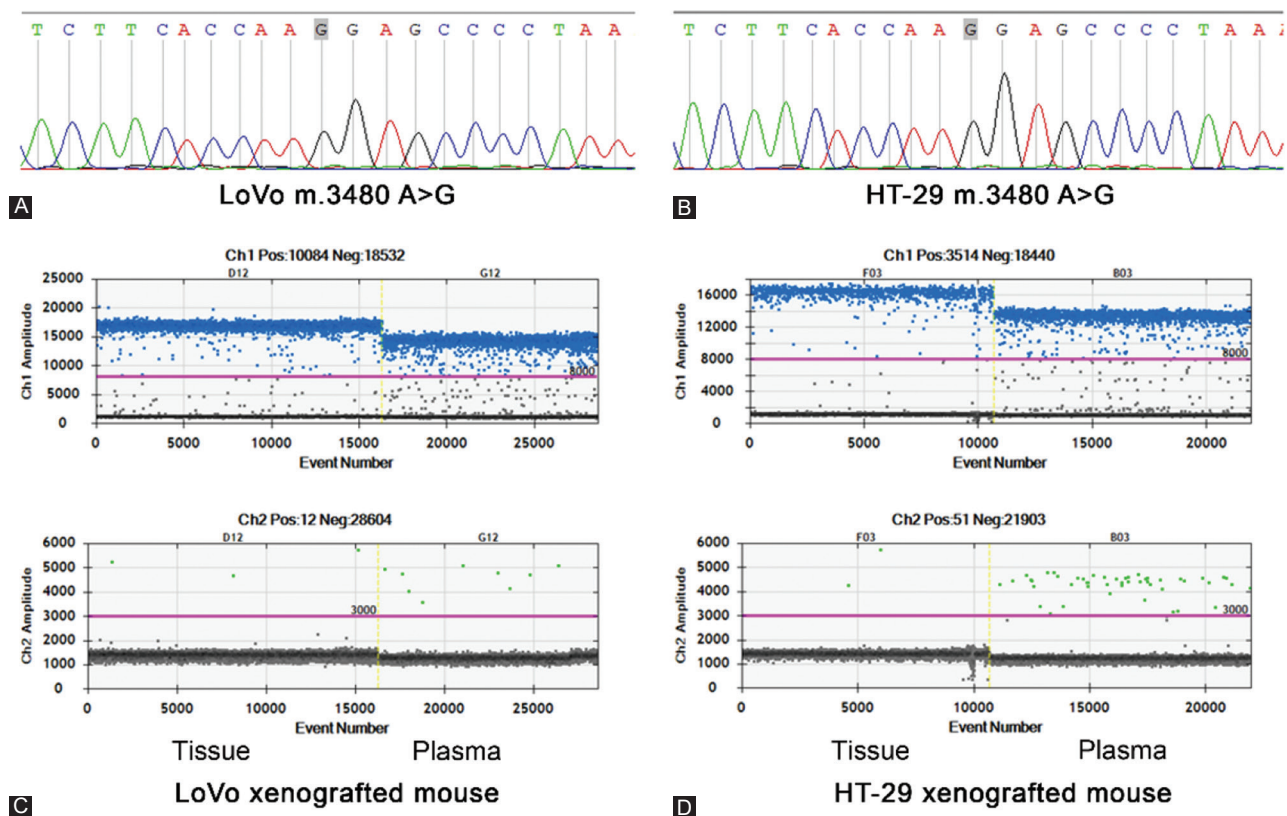 T C T T C A C C A A G G A G C C C C T A A
T C T T C A C C A A G G A G C C C C T A A A
A
LoVo m.3480 A>G
B
HT-29 m.3480 A>G
Ch1 Pos:10084 Neg:18532
D12 G12
25000
20000
15000
10000
5000
0
Ch1 Amplitude
8000
0 5000 10000 15000 20000 25000
Event Number
Ch1 Pos:3514 Neg:18440
F03 B03
16000
12000
8000
4000
0
Ch1 Amplitude
8000
0 5000 10000 15000 20000
Event Number
Ch2 Pos:12 Neg:28604
D12 G12
6000
5000
4000
3000
2000
1000
0
Ch2 Amplitude
3000
0 5000 10000 15000 20000 25000
Event Number
Tissue Plasma
Ch2 Pos:51 Neg:21903
F03 B03
6000
5000
4000
3000
2000
1000
0
Ch2 Amplitude
3000
0 5000 10000 15000 20000
Event Number
Tissue Plasma
C
LoVo xenografted mouse
D
HT-29 xenografted mouse